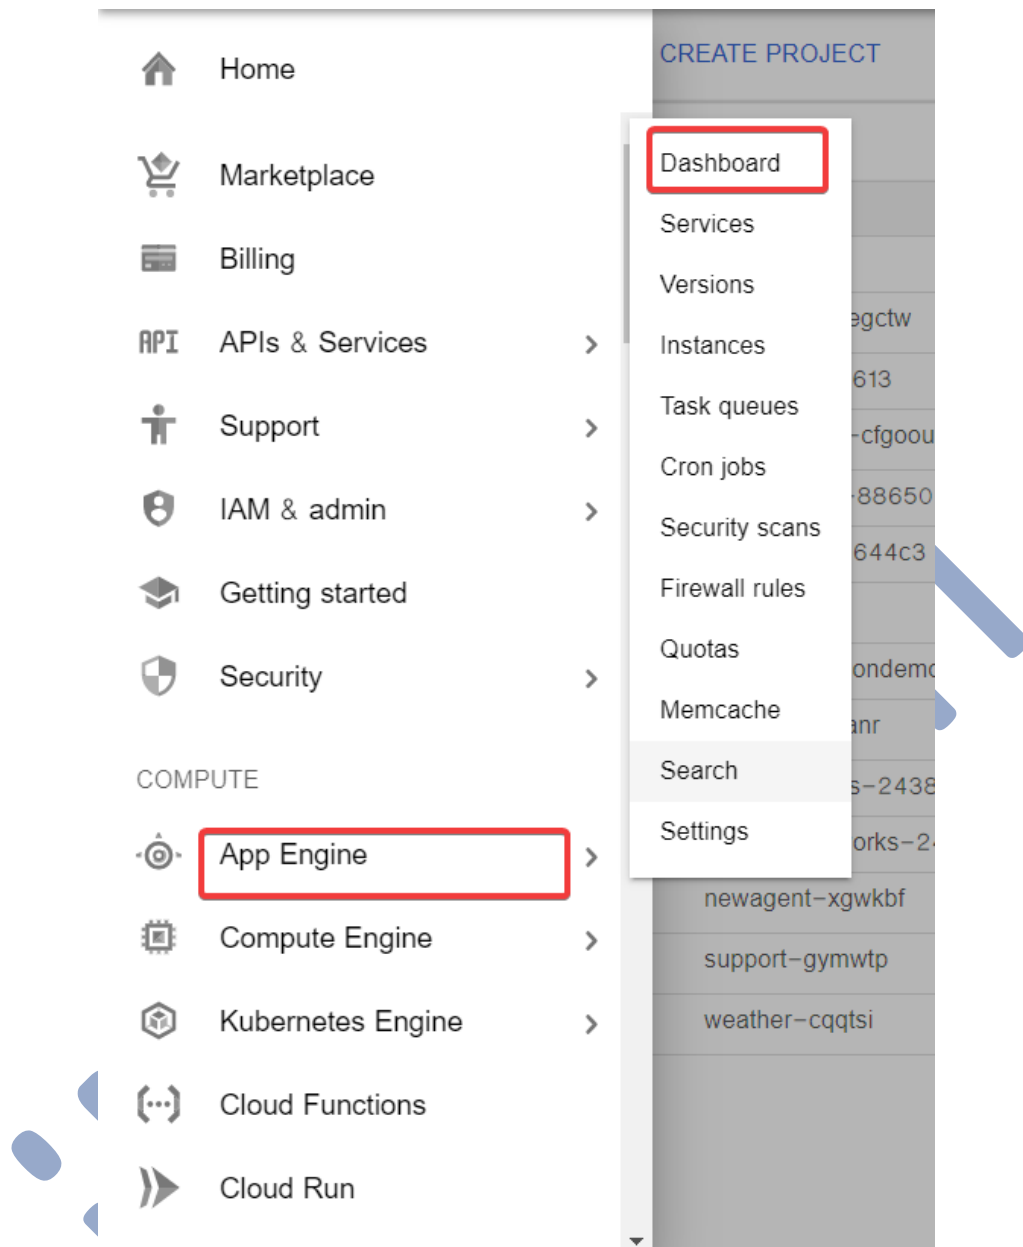 Home
Marketplace
Billing
API APIs & Services
Support
IAM & admin
Getting started
Security
COMPUTE
App Engine
Compute Engine
Kubernetes Engine
Cloud Functions
Cloud Run
Dashboard
Services
Versions
Instances
Task queues
Cron jobs
Security scans
Firewall rules
Quotas
Memcache
Search
Settings
CREATE PROJECT
egctw
613
-cfgoou
-88650
644c3
ondemo
anr
s-2438
orks-2
newagent-xgwkbf
support-gymwtp
weather-cqqtsi